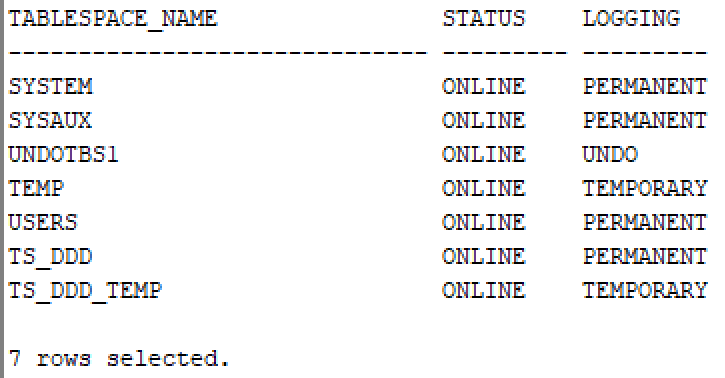 TABLESPACE_NAME                STATUS    LOGGING
------------------------------ --------- ---------
SYSTEM                         ONLINE    PERMANENT
SYSAUX                         ONLINE    PERMANENT
UNDOTBS1                       ONLINE    UNDO
TEMP                           ONLINE    TEMPORARY
USERS                          ONLINE    PERMANENT
TS_DDD                         ONLINE    PERMANENT
TS_DDD_TEMP                    ONLINE    TEMPORARY

7 rows selected.